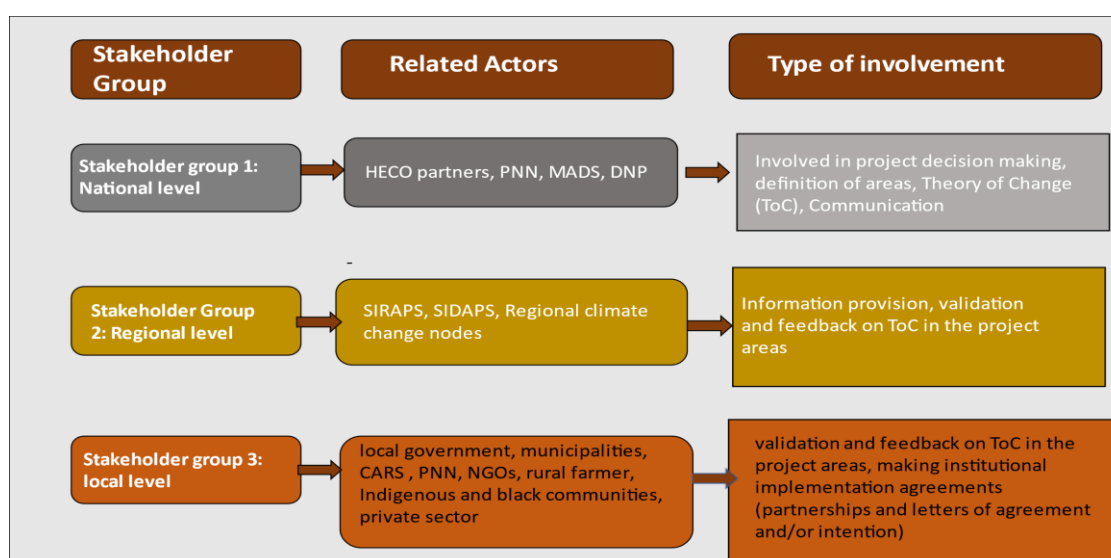 Stakeholder
Group
Related Actors
Type of involvement
Stakeholder group 1:
National level
HECO partners, PNN, MADS, DNP
Involved in project decision making,
definition of areas, Theory of Change
(ToC), Communication
-
Stakeholder Group
2: Regional level
SIRAPS, SIDAPS, Regional climate
change nodes
Information provision, validation
and feedback on ToC in the project
areas
Stakeholder group 3:
local level
local government, municipalities,
CARS , PNN, NGOs, rural farmer,
Indigenous and black communities,
private sector
validation and feedback on ToC in the
project areas, making institutional
implementation agreements
(partnerships and letters of agreement
and/or intention)